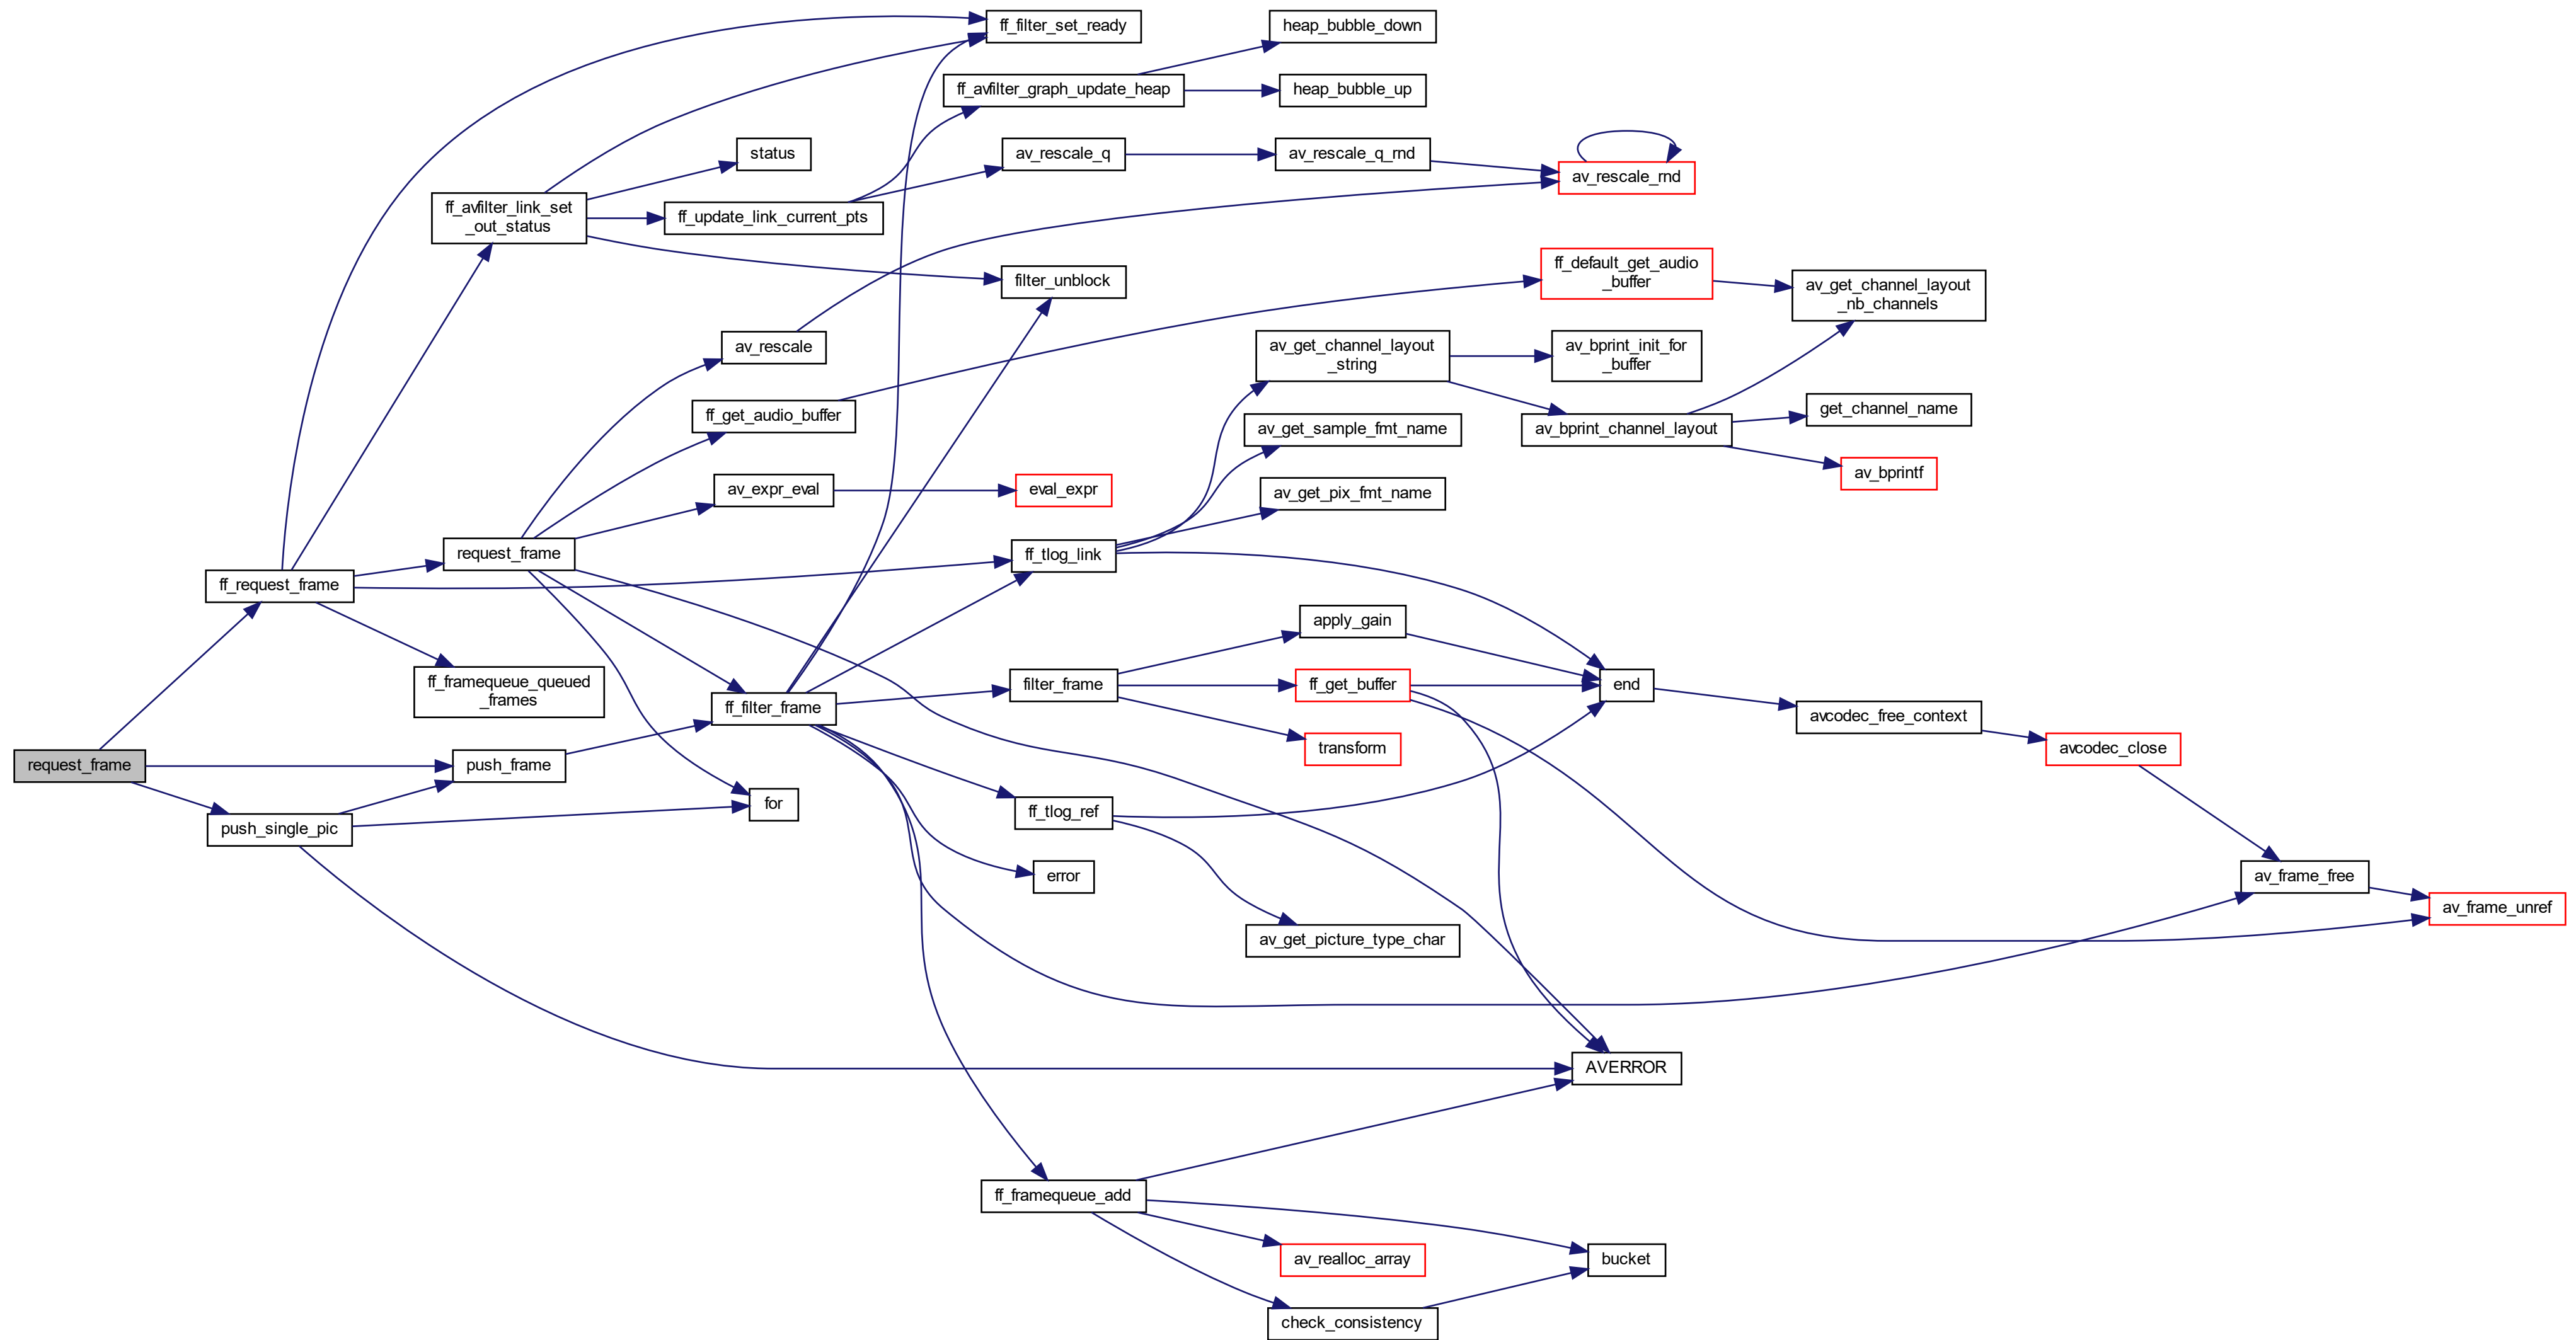 ff_filter_set_ready
heap_bubble_down
ff_avfilter_graph_update_heap
heap_bubble_up
status
av_rescale_q
av_rescale_q_rnd
av_rescale_rnd
ff_avfilter_link_set
_out_status
ff_update_link_current_pts
filter_unblock
ff_default_get_audio
_buffer
av_get_channel_layout
_nb_channels
av_rescale
av_get_channel_layout
_string
av_bprint_init_for
_buffer
ff_get_audio_buffer
av_get_sample_fmt_name
av_bprint_channel_layout
get_channel_name
av_bprintf
av_expr_eval
eval_expr
av_get_pix_fmt_name
request_frame
ff_request_frame
ff_tlog_link
ff_framequeue_queued
_frames
apply_gain
filter_frame
ff_get_buffer
end
ff_filter_frame
avcodec_free_context
transform
avcodec_close
request_frame
push_frame
push_single_pic
for
ff_tlog_ref
error
av_frame_free
av_frame_unref
av_get_picture_type_char
AVERROR
ff_framequeue_add
av_realloc_array
bucket
check_consistency